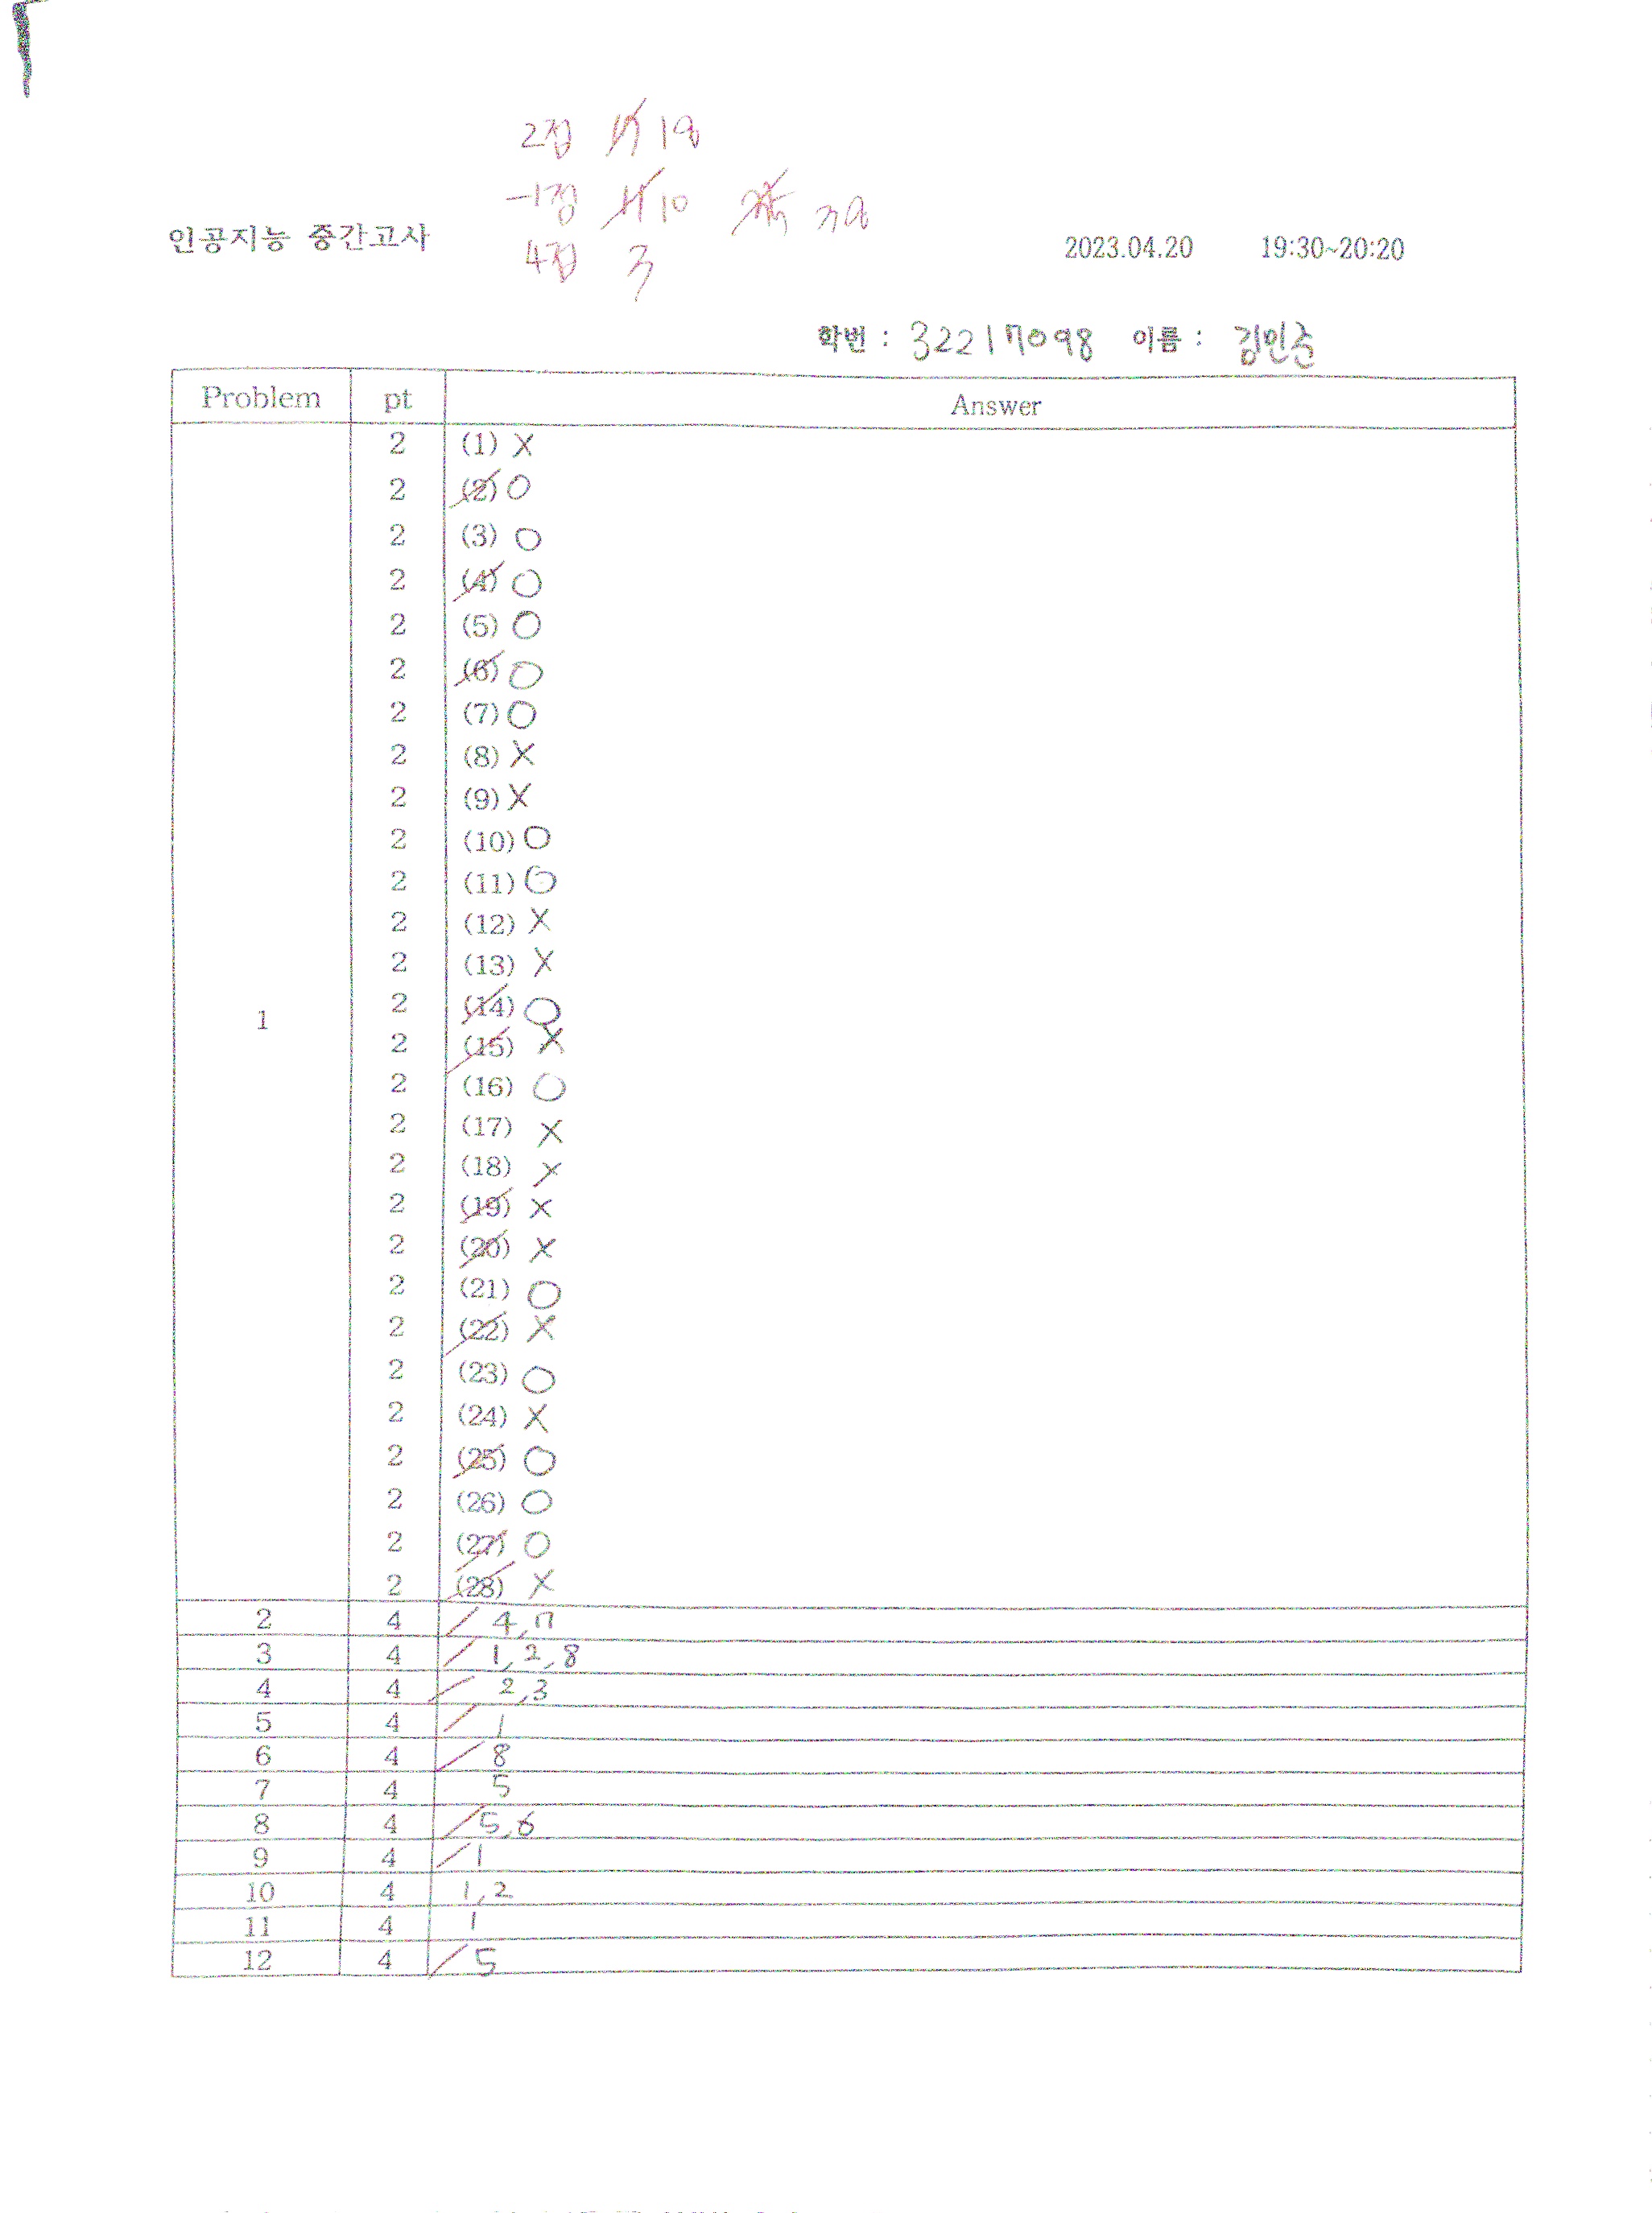 2점 17 18
-1점 11 10 38
4점 3
인공지능 중간고사 2023.04.20 19:30~20:20
학번 : 32217098 이름 : 김민승
Problem pt Answer
2 (1) X
2 (2) O
2 (3) O
2 (4) O
2 (5) O
2 (6) O
2 (7) O
2 (8) X
2 (9) X
2 (10) O
2 (11) O
2 (12) X
2 (13) X
2 (14) O
1
2 (15) X
2 (16) O
2 (17) X
2 (18) X
2 (19) X
2 (20) X
2 (21) O
2 (22) X
2 (23) O
2 (24) X
2 (25) O
2 (26) O
2 (27) O
2 (28) X
2 4 4, 7
3 4 1, 2, 8
4 4 2, 3
5 4 1
6 4 8
7 4 5
8 4 5, 6
9 4 1
10 4 1, 2
11 4 1
12 4 5